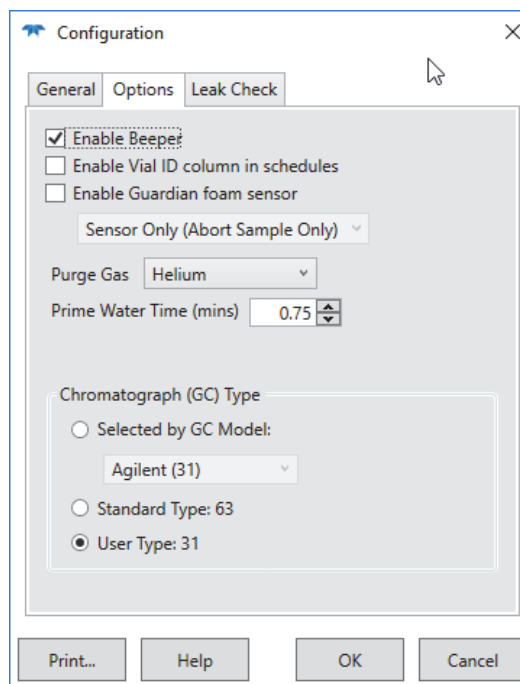 Configuration
General Options Leak Check
Enable Beeper
Enable Vial ID column in schedules
Enable Guardian foam sensor
Sensor Only (Abort Sample Only)
Purge Gas Helium
Prime Water Time (mins) 0.75
Chromatograph (GC) Type
Selected by GC Model:
Agilent (31)
Standard Type: 63
User Type: 31
Print... Help OK Cancel